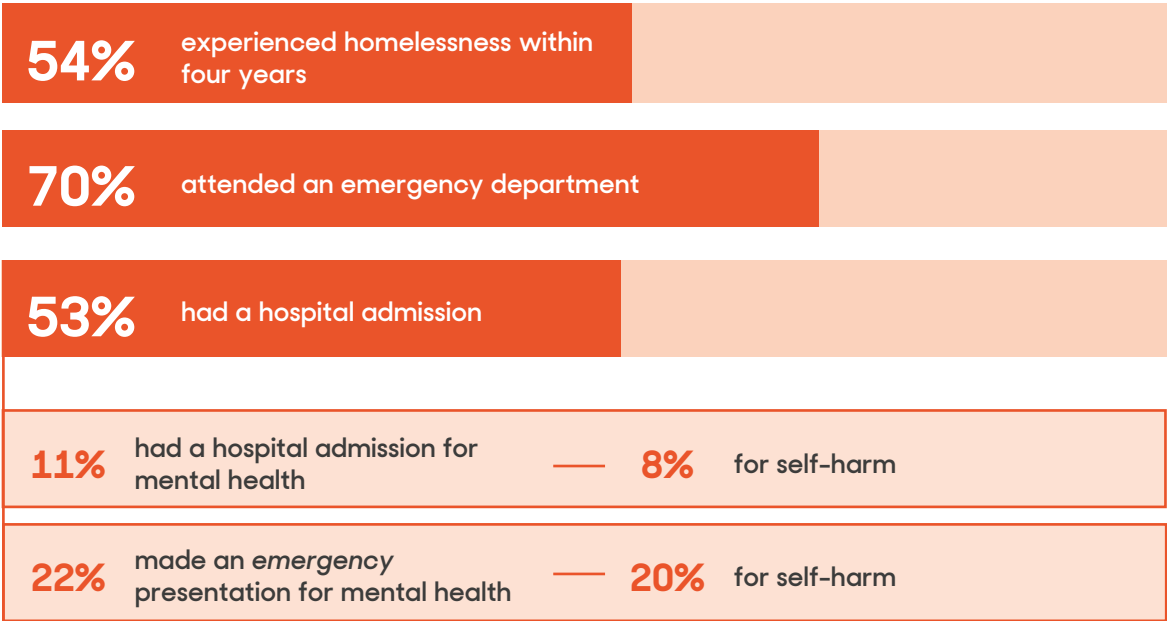 54% experienced homelessness within
four years
70% attended an emergency department
53% had a hospital admission
11% had a hospital admission for
mental health
8% for self-harm
22% made an emergency
presentation for mental health
20% for self-harm